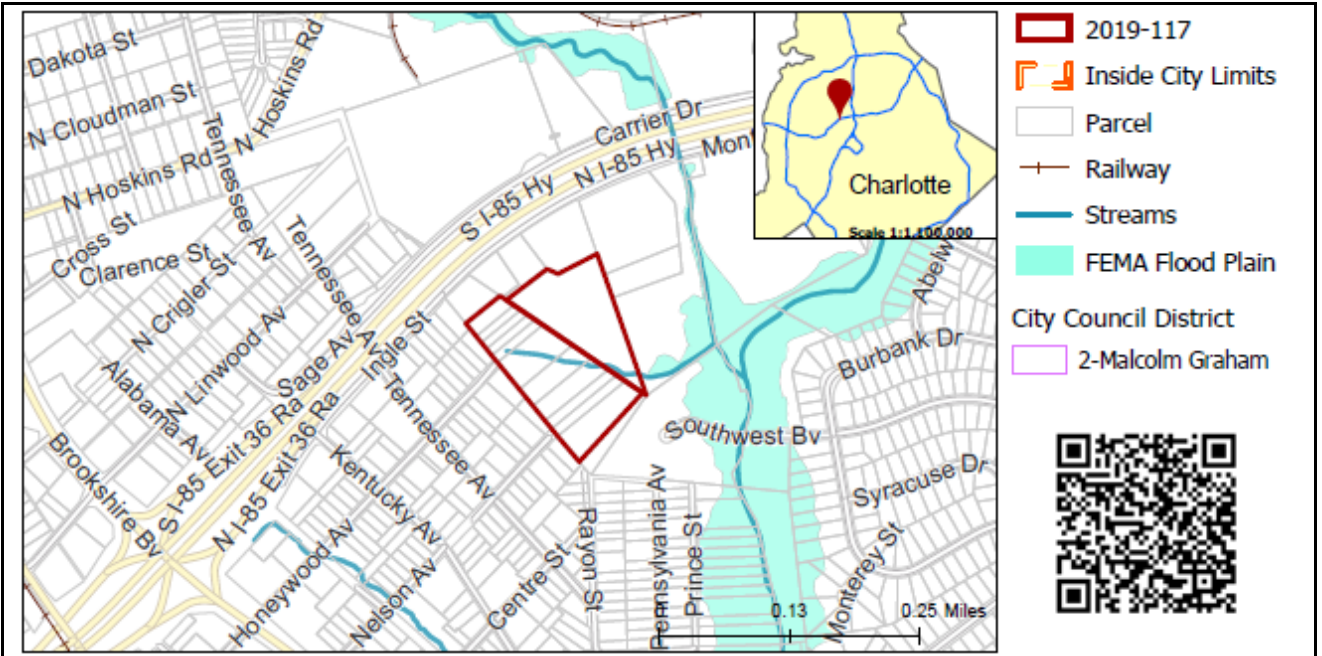 Dakota St
N Cloudman St
N Hoskins Rd
Tennessee Av
N Hoskins Rd
Cross St
Clarence St
N Crigler St
N Linwood Av
Alabama Av
Sage Av
Tennessee Av
Ingle St
Tennessee Av
S I-85 Hy
N I-85 Hy
Carrier Dr
S I-85 Exit 36 Ra
N I-85 Exit 36 Ra
Brookshire Bv
Kentucky Av
Honeywood Av
Nelson Av
Centre St
Rayon St
Pennsylvania Av
Prince St
Southwest Bv
Burbank Dr
Syracuse Dr
Monterey St
0.13
0.25 Miles
Charlotte
Scale 1:1,100,000
2019-117
Inside City Limits
Parcel
Railway
Streams
FEMA Flood Plain
City Council District
2-Malcolm Graham